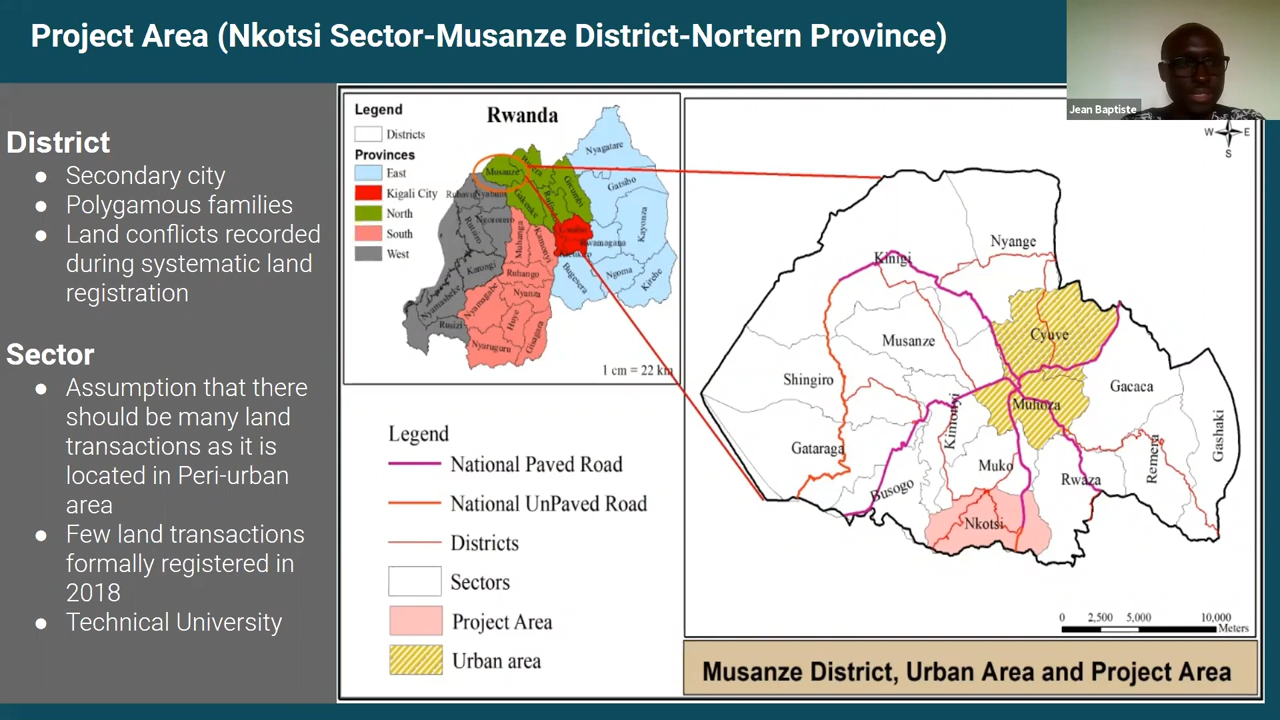 Project Area (Nkotsi Sector-Musanze District-Nortern Province)
Jean Baptiste
District
● Secondary city
● Polygamous families
● Land conflicts recorded
during systematic land
registration
Sector
● Assumption that there
should be many land
transactions as it is
located in Peri-urban
area
● Few land transactions
formally registered in
2018
● Technical University
Legend
Districts
Provinces
East
Kigali City
North
South
West
Rwanda
Nyagatare
Musanze
Gatsibo
Gicumbi
Gakenke
Ngororero
Rutsiro
Kayonza
Muhanga
Kamonyi
Rwamagana
Karongi
Ruhango
Bugesera
Ngoma
Kirehe
Nyamasheke
Nyamagabe
Nyanza
Rusizi
Huye
Gisagara
Nyaruguru
1 cm = 22 km
Legend
National Paved Road
National UnPaved Road
Districts
Sectors
Project Area
Urban area
W E
S
Nyange
Kinigi
Cyuve
Musanze
Shingiro
Gacaca
Muhoza
Kimonyi
Gashaki
Gataraga
Remera
Muko
Rwaza
Busogo
Nkotsi
0 2,500 5,000 10,000
Meters
Musanze District, Urban Area and Project Area